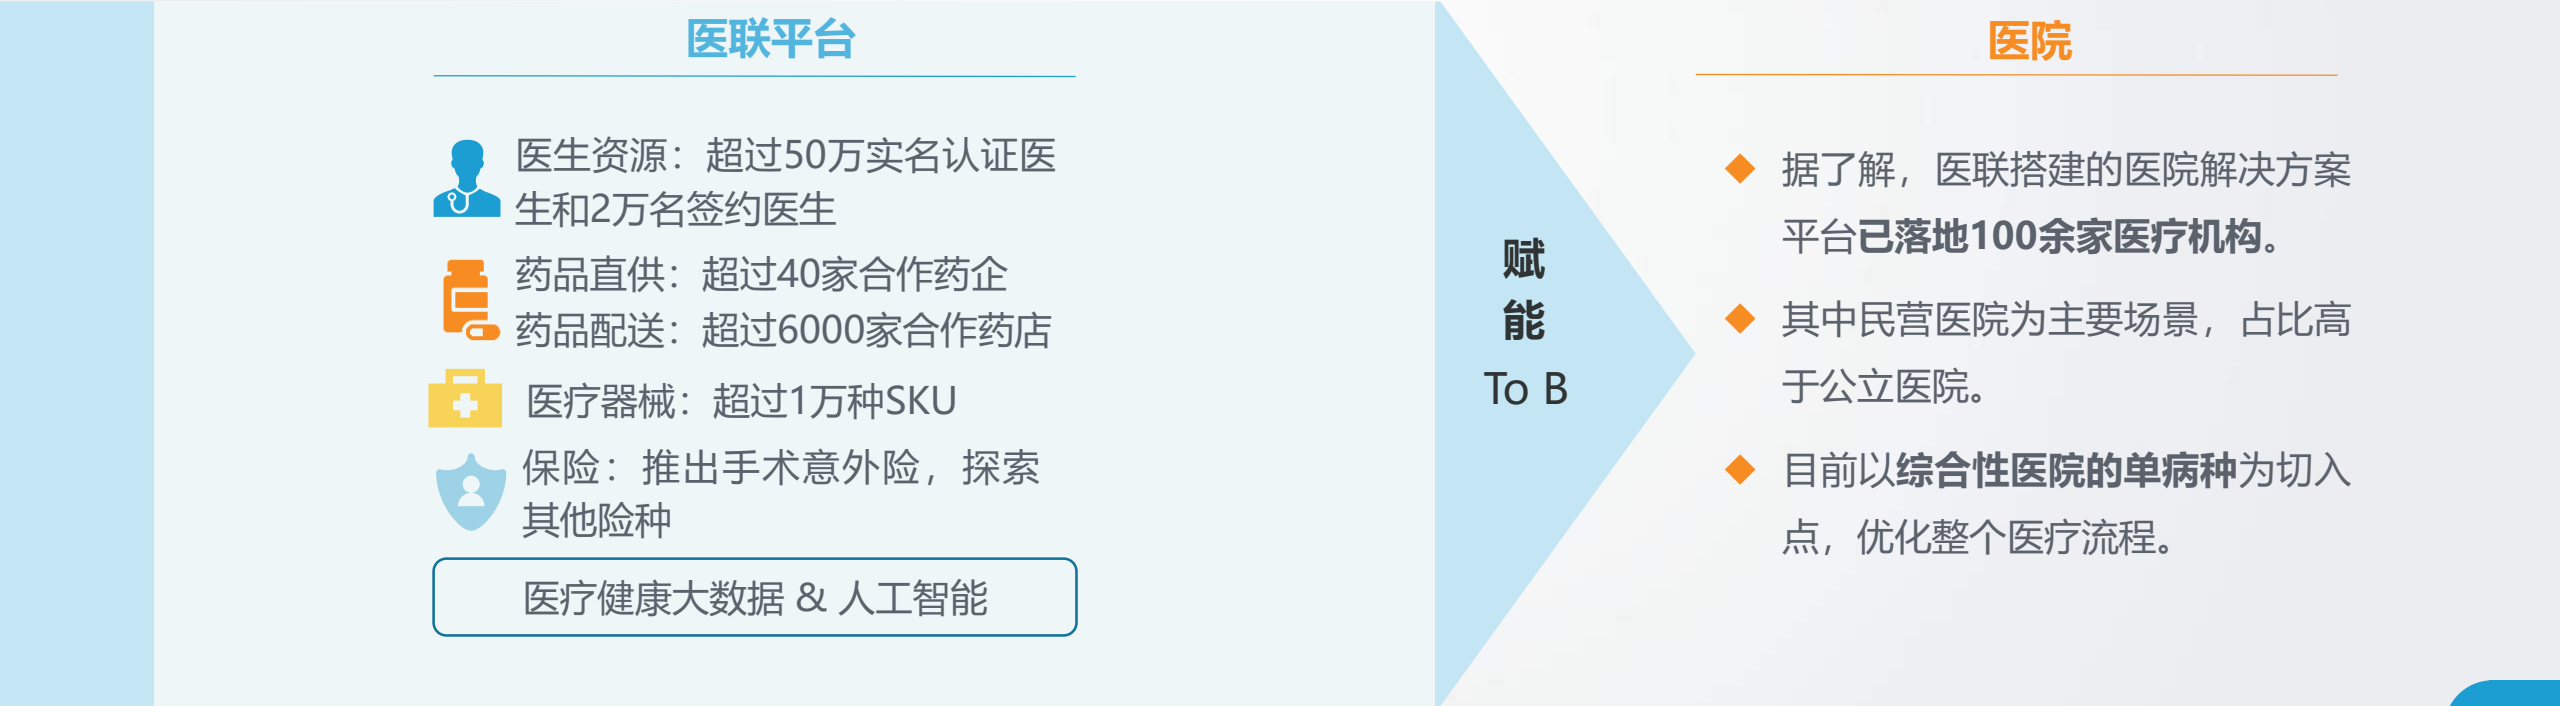 医联平台
医生资源：超过50万实名认证医
生和2万名签约医生
药品直供：超过40家合作药企
药品配送：超过6000家合作药店
医疗器械：超过1万种SKU
保险：推出手术意外险，探索
其他险种
医疗健康大数据 & 人工智能
赋
能
To B
医院
据了解，医联搭建的医院解决方案
平台已落地100余家医疗机构。
其中民营医院为主要场景，占比高
于公立医院。
目前以综合性医院的单病种为切入
点，优化整个医疗流程。